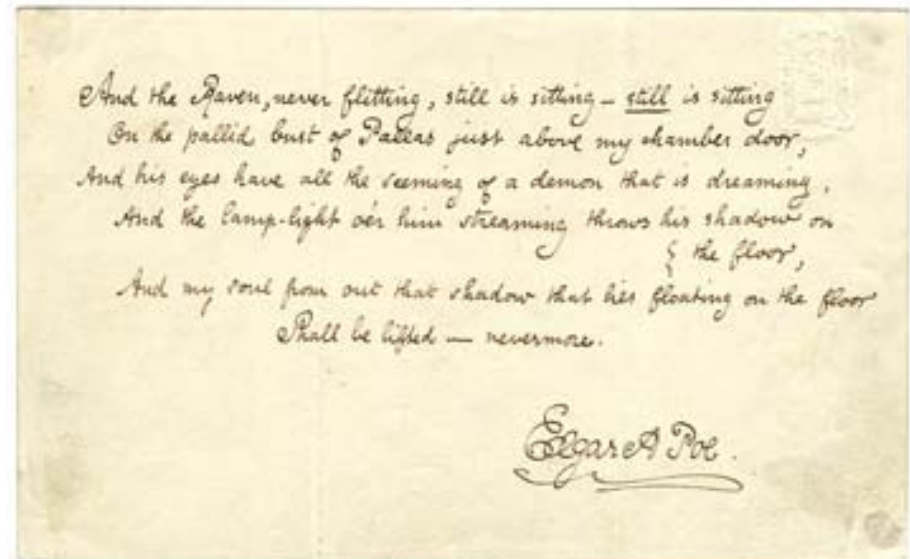 And the Raven, never flitting, still is sitting – still is sitting
On the pallid bust of Pallas just above my chamber door,
And his eyes have all the seeming of a demon that is dreaming,
And the lamp-light o'er him streaming throws his shadow on
{ the floor,
And my soul from out that shadow that lies floating on the floor
Shall be lifted — nevermore.
Edgar A Poe.